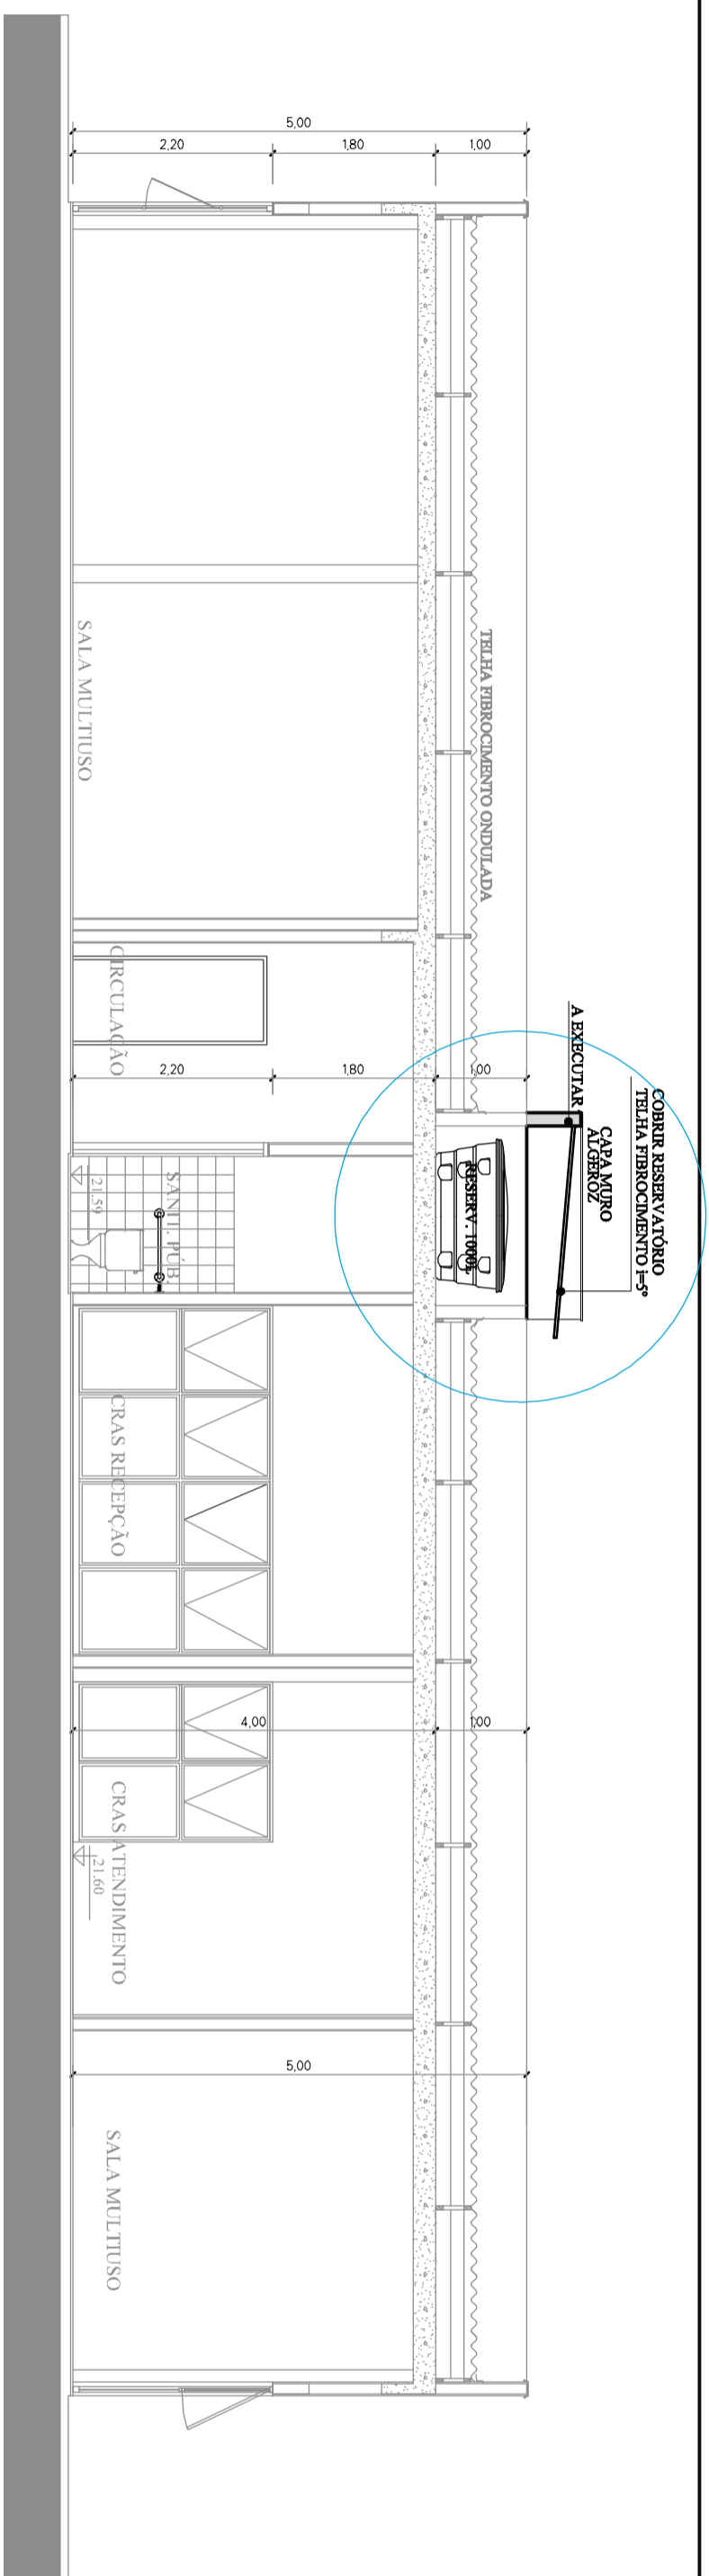 COBRIR RESERVATÓRIO
TELHA FIBROCIMENTO i=5°
CAPA MURO
ALGEROZ
A EXECUTAR
TELHA FIBROCIMENTO ONDULADA
RESERV. 1000L
5,00
2,20
1,80
1,00
2,20
1,80
1,00
4,00
1,00
5,00
SALA MULTIUSO
CIRCULAÇÃO
SANIT. PÚB.
21.59
CRAS RECEPÇÃO
CRAS ATENDIMENTO
21.60
SALA MULTIUSO